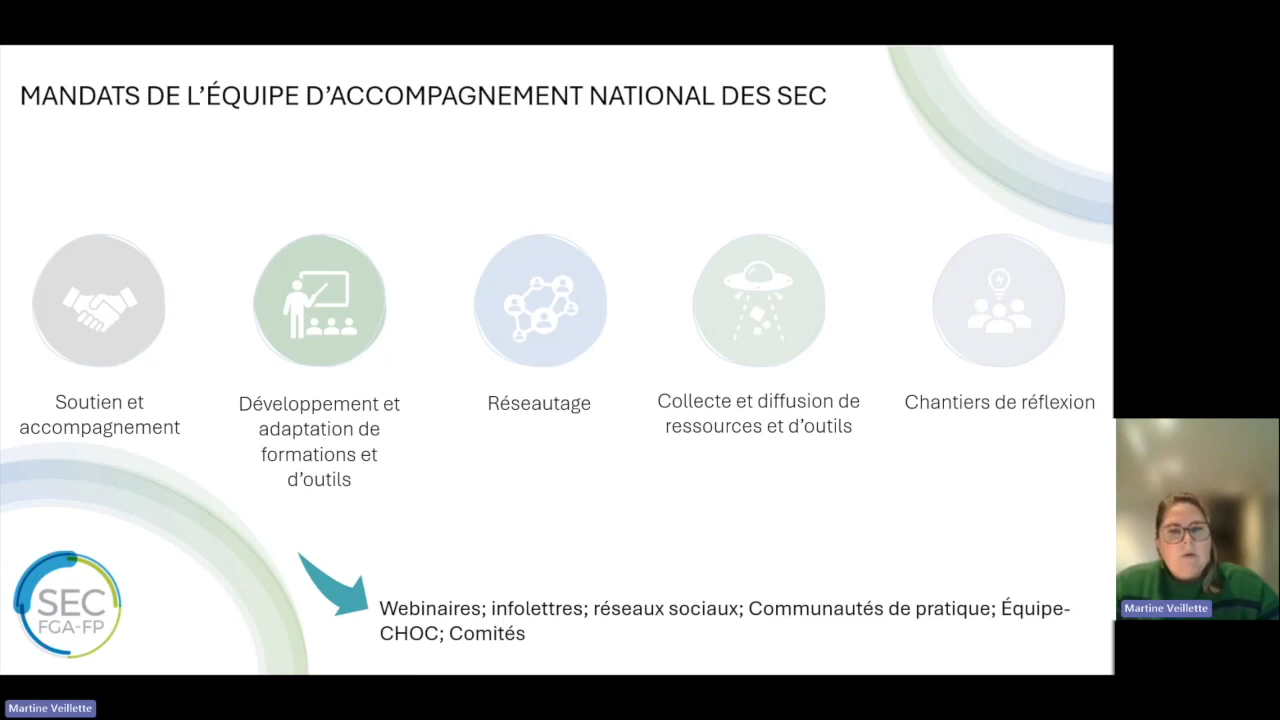 MANDATS DE L’ÉQUIPE D’ACCOMPAGNEMENT NATIONAL DES SEC
Soutien et
accompagnement
Développement et
adaptation de
formations et
d’outils
Réseautage
Collecte et diffusion de
ressources et d’outils
Chantiers de réflexion
SEC
FGA-FP
Webinaires; infolettres; réseaux sociaux; Communautés de pratique; Équipe-
CHOC; Comités
Martine Veillette
Martine Veillette